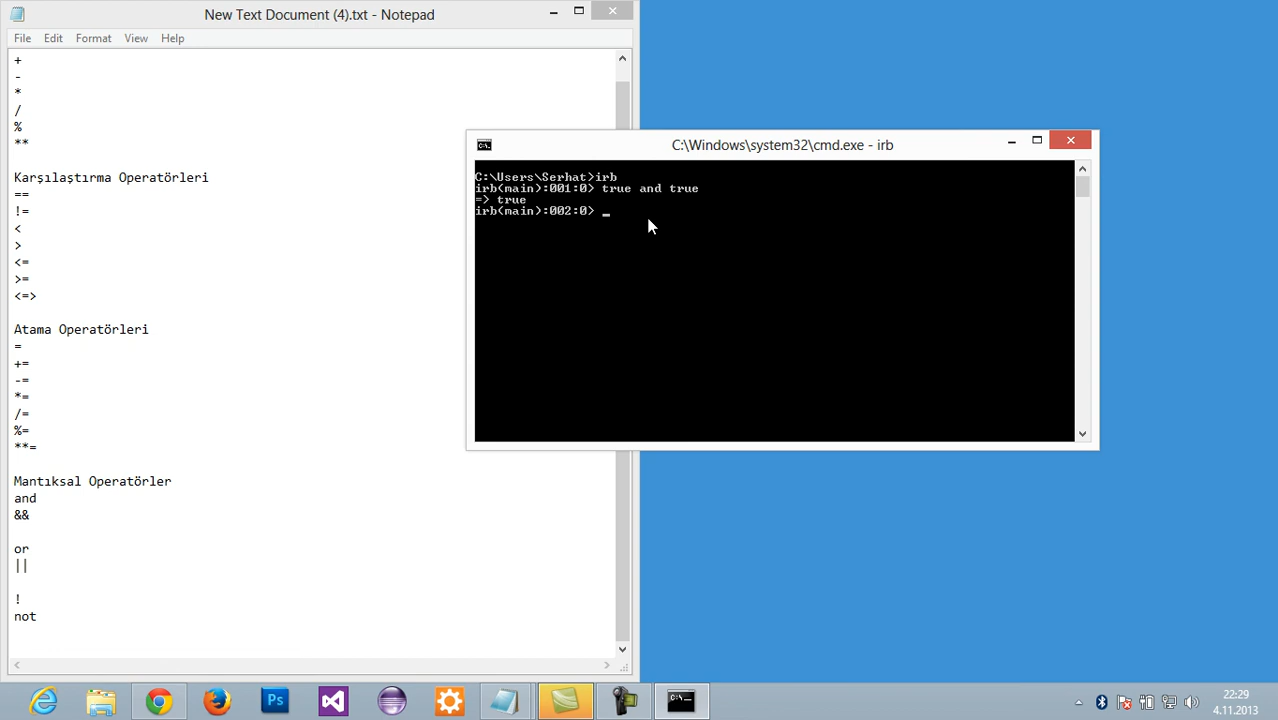 New Text Document (4).txt - Notepad
File Edit Format View Help
+
-
*
/
%
**
Karşılaştırma Operatörleri
==
!=
<
>
<=
>=
<=>
Atama Operatörleri
=
+=
-=
*=
/=
%=
**=
Mantıksal Operatörler
and
&&
or
||
!
not
C:\Windows\system32\cmd.exe - irb
C:\Users\Serhat>irb
irb(main):001:0> true and true
=> true
irb(main):002:0> _
Ps
22:29
4.11.2013